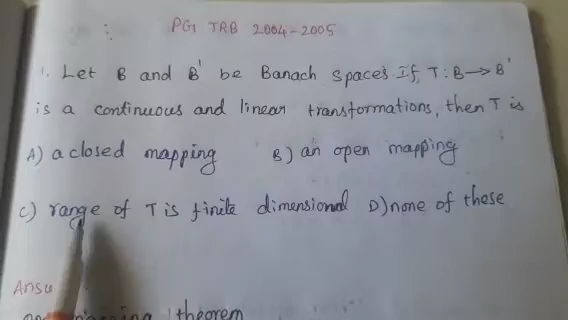 PG TRB 2004-2005
1. Let B and B' be Banach spaces If, T: B→B'
is a continuous and linear transformations, then T is
A) a closed mapping B) an open mapping
C) range of T is finite dimensional D) none of these
Answ
theorem